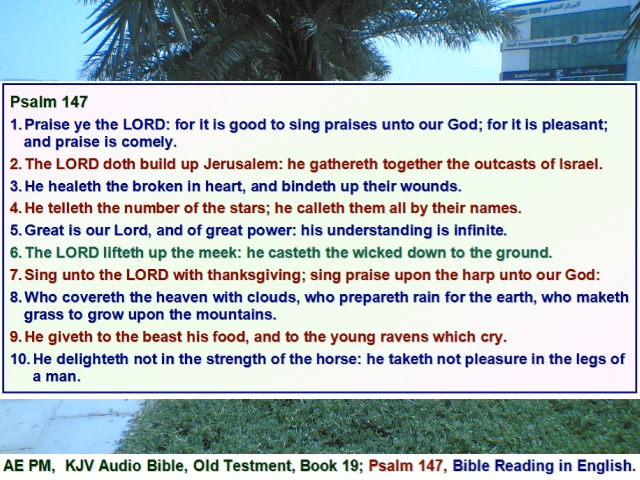 Gulf Investments Group
Psalm 147
1. Praise ye the LORD: for it is good to sing praises unto our God; for it is pleasant;
and praise is comely.
2. The LORD doth build up Jerusalem: he gathereth together the outcasts of Israel.
3. He healeth the broken in heart, and bindeth up their wounds.
4. He telleth the number of the stars; he calleth them all by their names.
5. Great is our Lord, and of great power: his understanding is infinite.
6. The LORD lifteth up the meek: he casteth the wicked down to the ground.
7. Sing unto the LORD with thanksgiving; sing praise upon the harp unto our God:
8. Who covereth the heaven with clouds, who prepareth rain for the earth, who maketh
grass to grow upon the mountains.
9. He giveth to the beast his food, and to the young ravens which cry.
10. He delighteth not in the strength of the horse: he taketh not pleasure in the legs of
a man.
AE PM, KJV Audio Bible, Old Testment, Book 19; Psalm 147, Bible Reading in English.